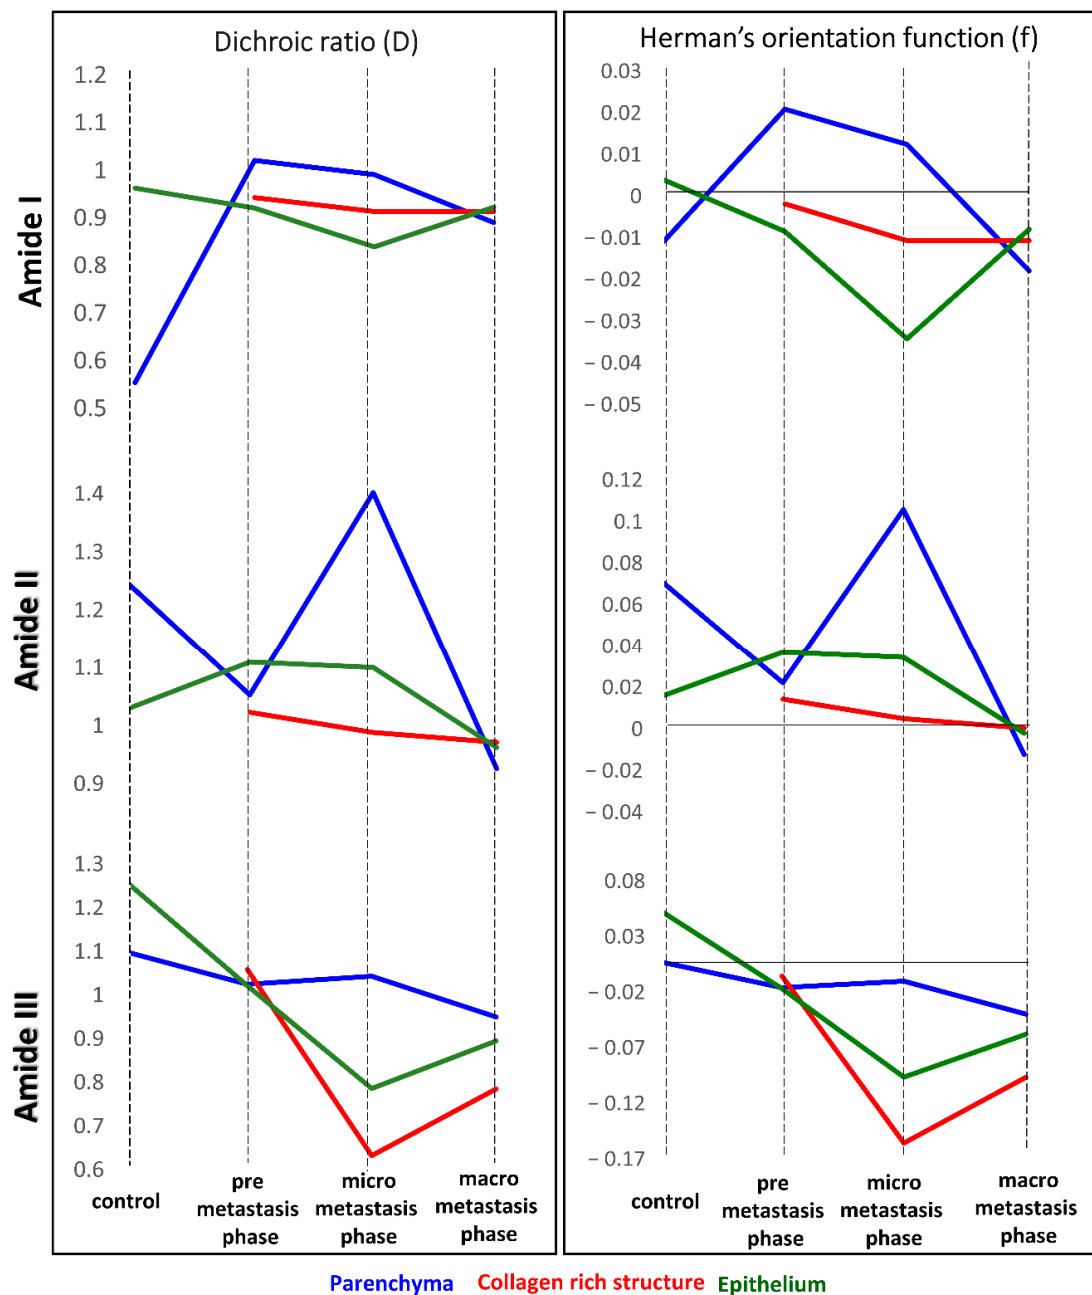 Dichroic ratio (D)
Herman's orientation function (f)
Amide I
1.2
1.1
1
0.9
0.8
0.7
0.6
0.5
0.03
0.02
0.01
0
− 0.01
− 0.02
− 0.03
− 0.04
− 0.05
Amide II
1.4
1.3
1.2
1.1
1
0.9
0.12
0.1
0.08
0.06
0.04
0.02
0
− 0.02
− 0.04
Amide III
1.3
1.2
1.1
1
0.9
0.8
0.7
0.6
0.08
0.03
− 0.02
− 0.07
− 0.12
− 0.17
control
pre
metastasis
phase
micro
metastasis
phase
macro
metastasis
phase
control
pre
metastasis
phase
micro
metastasis
phase
macro
metastasis
phase
Parenchyma Collagen rich structure Epithelium